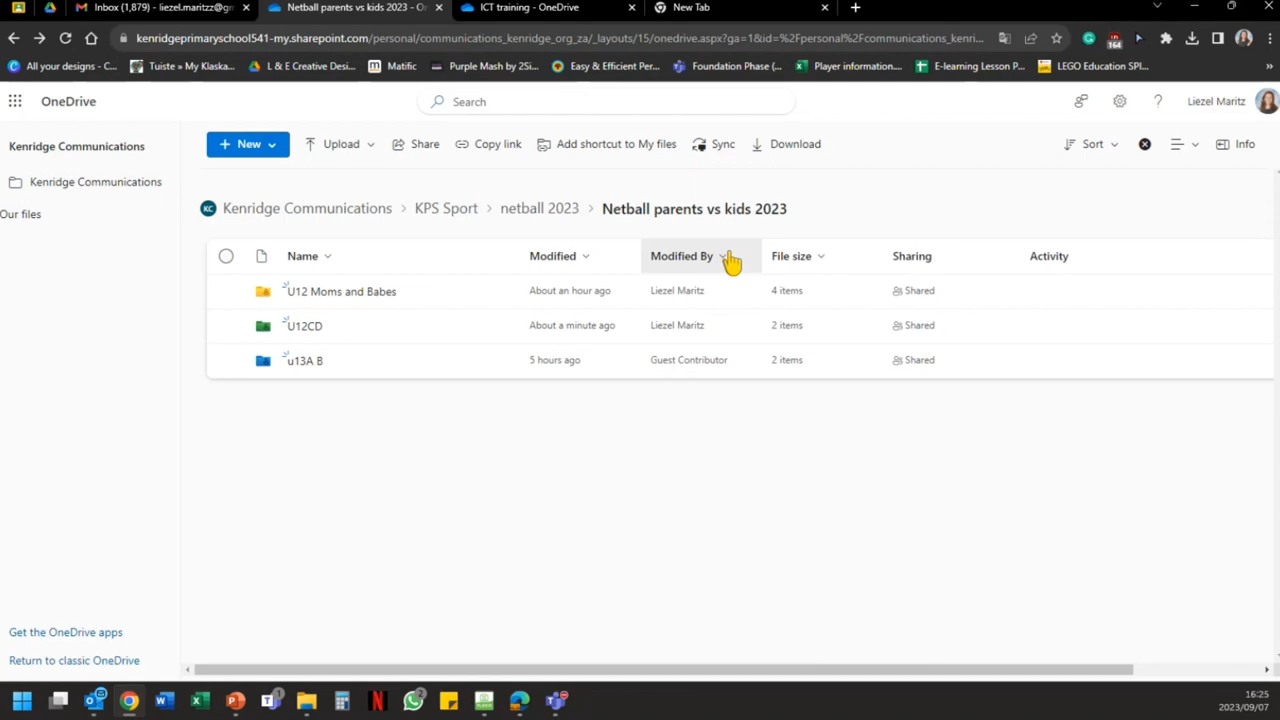 Inbox (1,879) - liezel.maritzz@gm
Netball parents vs kids 2023 - O
ICT training - OneDrive
New Tab
kenridgeprimaryschool541-my.sharepoint.com/personal/communications_kenridge_org_za/_layouts/15/onedrive.aspx?ga=1&id=%2Fpersonal%2Fcommunications_kenri...
164
All your designs - C...
Tuiste » My Klaska...
L & E Creative Desi...
Matific
Purple Mash by 2Si...
Easy & Efficient Per...
Foundation Phase (...
Player information....
E-learning Lesson P...
LEGO Education SPI...
»
OneDrive
Search
Liezel Maritz
Kenridge Communications
Kenridge Communications
Our files
New
Upload
Share
Copy link
Add shortcut to My files
Sync
Download
Sort
Info
KC Kenridge Communications > KPS Sport > netball 2023 > Netball parents vs kids 2023
Name Modified Modified By File size Sharing Activity
U12 Moms and Babes About an hour ago Liezel Maritz 4 items Shared
U12CD About a minute ago Liezel Maritz 2 items Shared
u13A B 5 hours ago Guest Contributor 2 items Shared
Get the OneDrive apps
Return to classic OneDrive
16:25
2023/09/07